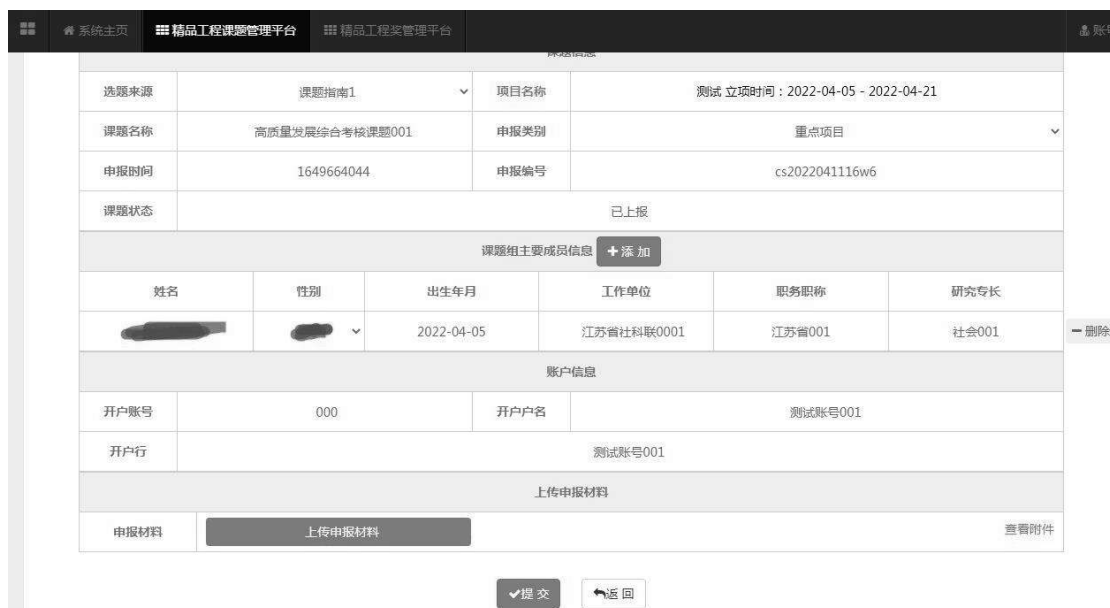 系统主页 精品工程课题管理平台 精品工程奖管理平台 账号
课题信息
选题来源 课题指南1 项目名称 测试 立项时间：2022-04-05 - 2022-04-21
课题名称 高质量发展综合考核课题001 申报类别 重点项目
申报时间 1649664044 申报编号 cs2022041116w6
课题状态 已上报
课题组主要成员信息 添加
姓名 性别 出生年月 工作单位 职务职称 研究专长
2022-04-05 江苏省社科联0001 江苏省001 社会001 删除
账户信息
开户账号 000 开户户名 测试账号001
开户行 测试账号001
上传申报材料
申报材料 上传申报材料 查看附件
提交 返回